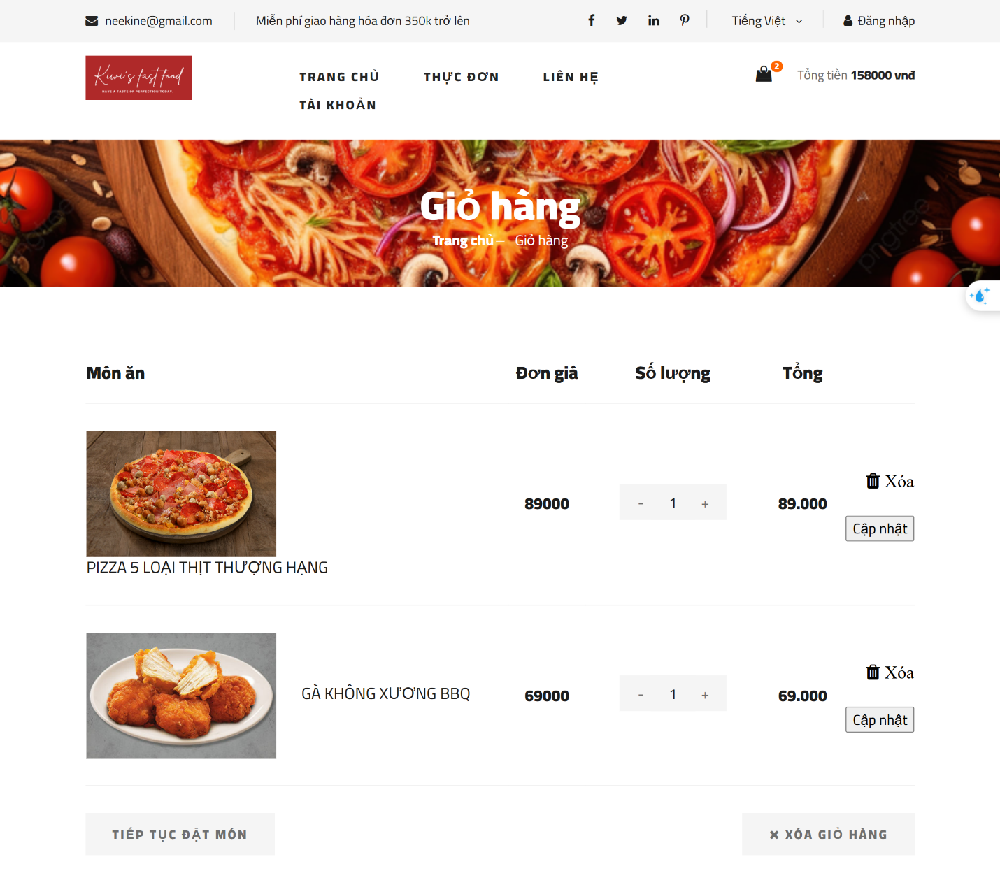 neekine@gmail.com
Miễn phí giao hàng hóa đơn 350k trở lên
Tiếng Việt
Đăng nhập
Kiwi's fast food
HAVE A TASTE OF PERFECTION TODAY.
TRANG CHỦ
THỰC ĐƠN
LIÊN HỆ
TÀI KHOẢN
2
Tổng tiền 158000 vnđ
Giỏ hàng
Trang chủ – Giỏ hàng
pngtree
Món ăn
Đơn giá
Số lượng
Tổng
PIZZA 5 LOẠI THỊT THƯỢNG HẠNG
89000
- 1 +
89.000
Xóa
Cập nhật
GÀ KHÔNG XƯƠNG BBQ
69000
- 1 +
69.000
Xóa
Cập nhật
TIẾP TỤC ĐẶT MÓN
XÓA GIỎ HÀNG